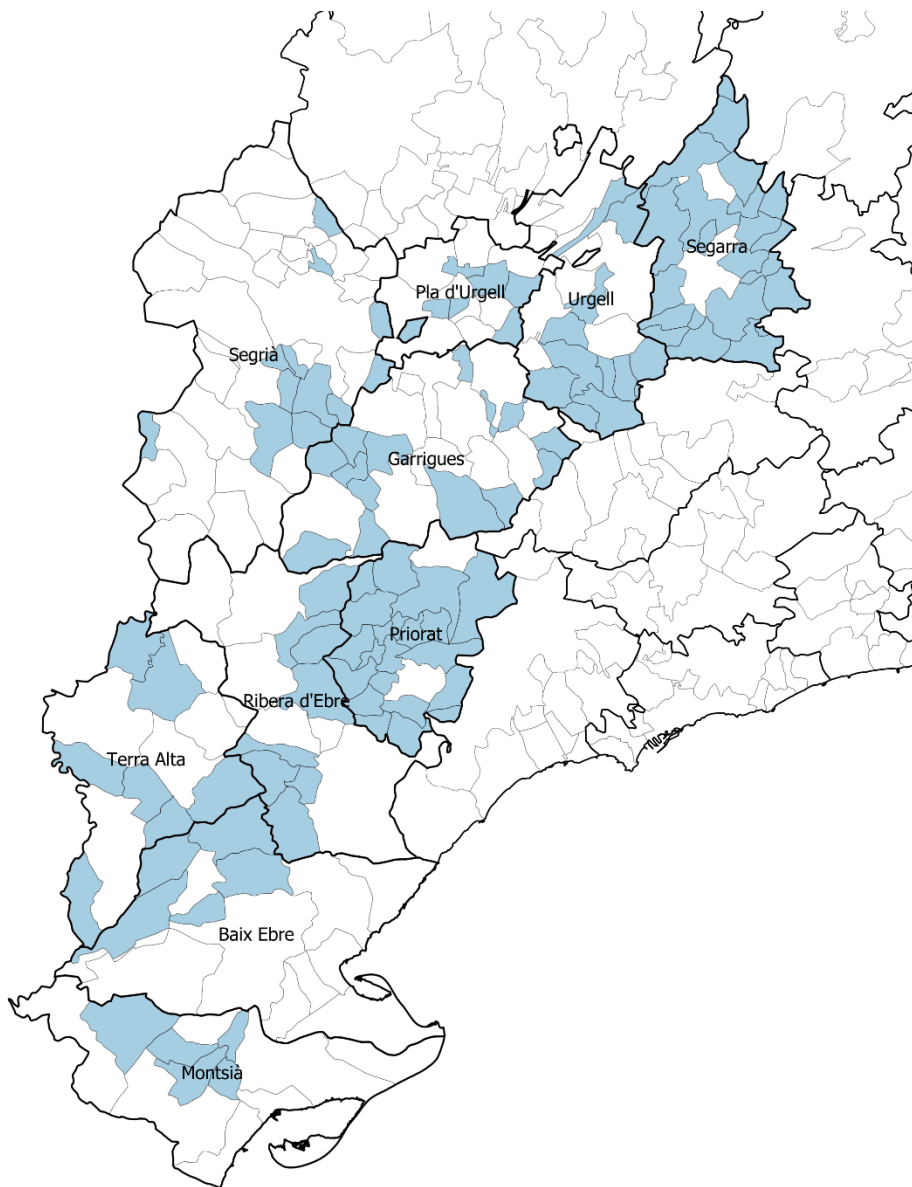 Segarra
Pla d'Urgell
Urgell
Segrià
Garrigues
Priorat
Ribera d'Ebre
Terra Alta
Baix Ebre
Montsià